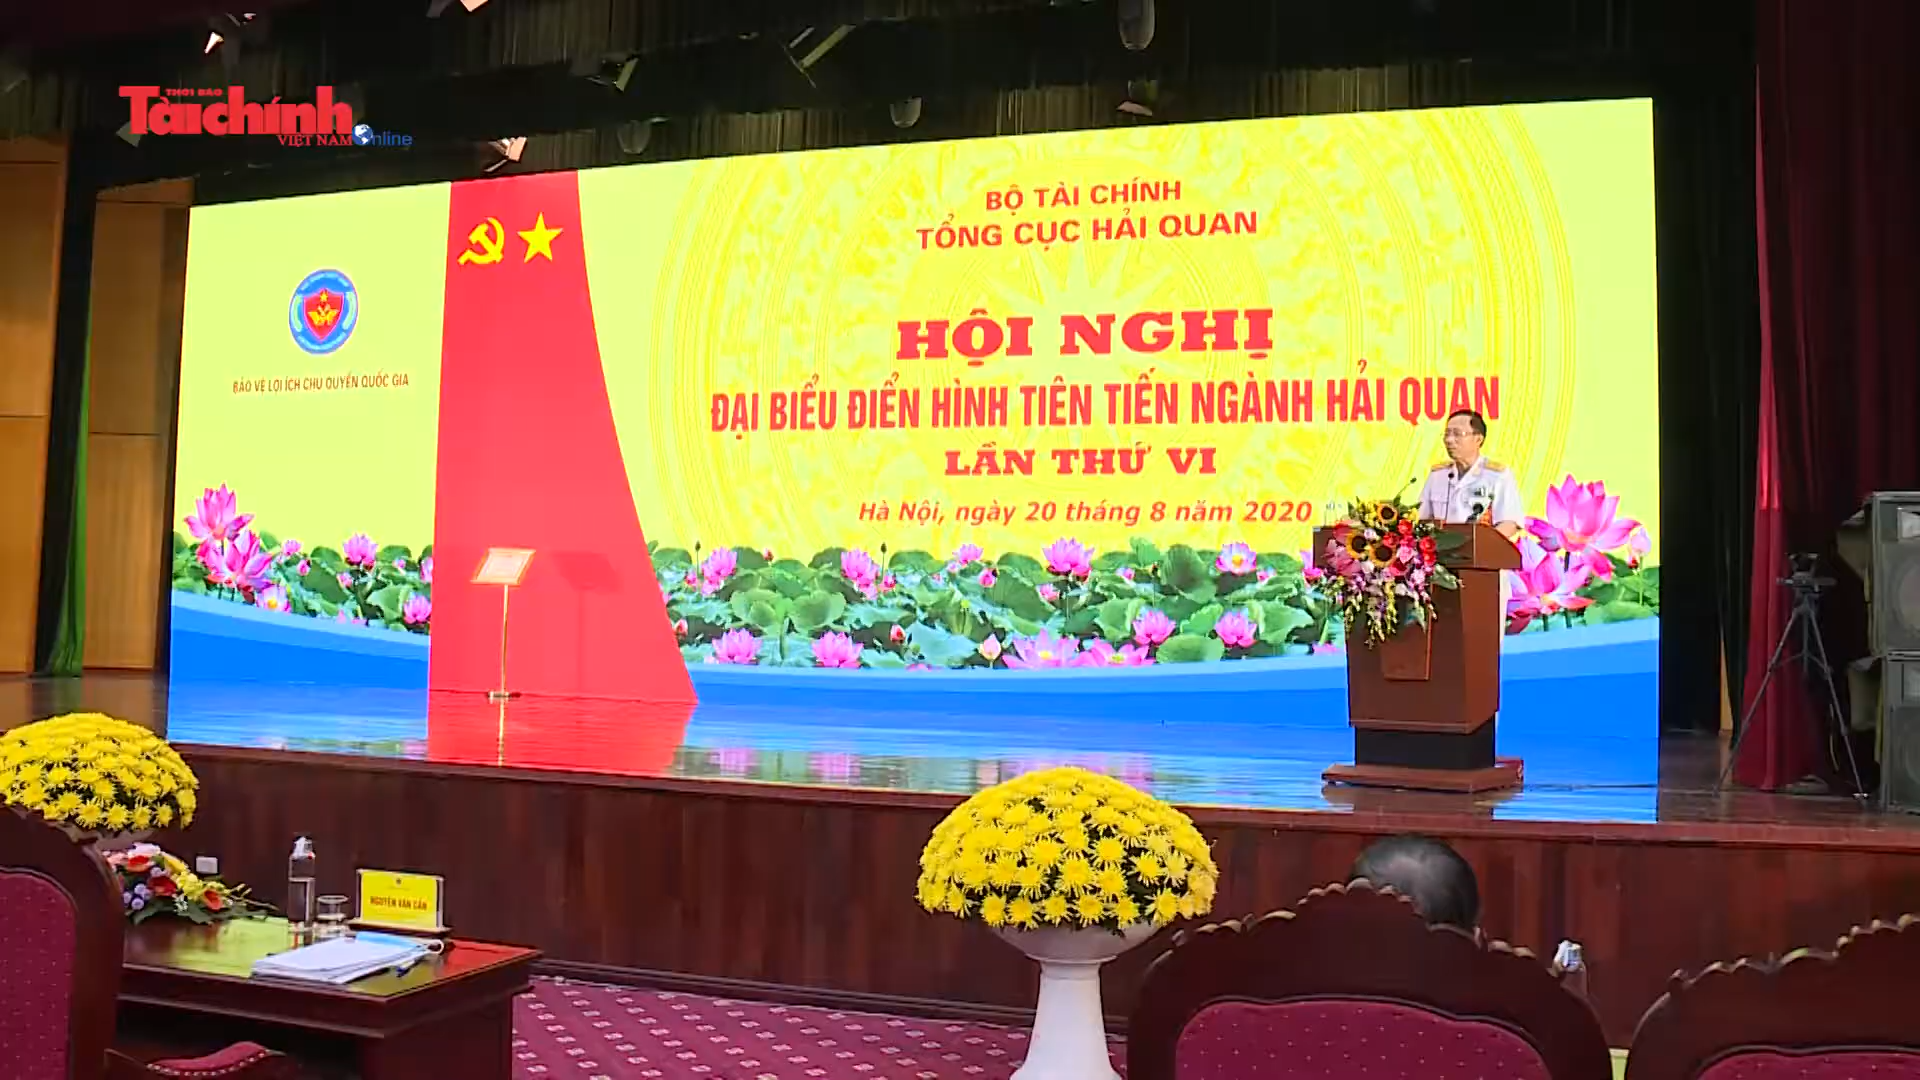 THỜI BÁO
Tàichính
VIỆT NAM Online
BỘ TÀI CHÍNH
TỔNG CỤC HẢI QUAN
HỘI NGHỊ
ĐẠI BIỂU ĐIỂN HÌNH TIÊN TIẾN NGÀNH HẢI QUAN
LẦN THỨ VI
Hà Nội, ngày 20 tháng 8 năm 2020
BẢO VỆ LỢI ÍCH CHỦ QUYỀN QUỐC GIA
NGUYỄN VĂN CẨN